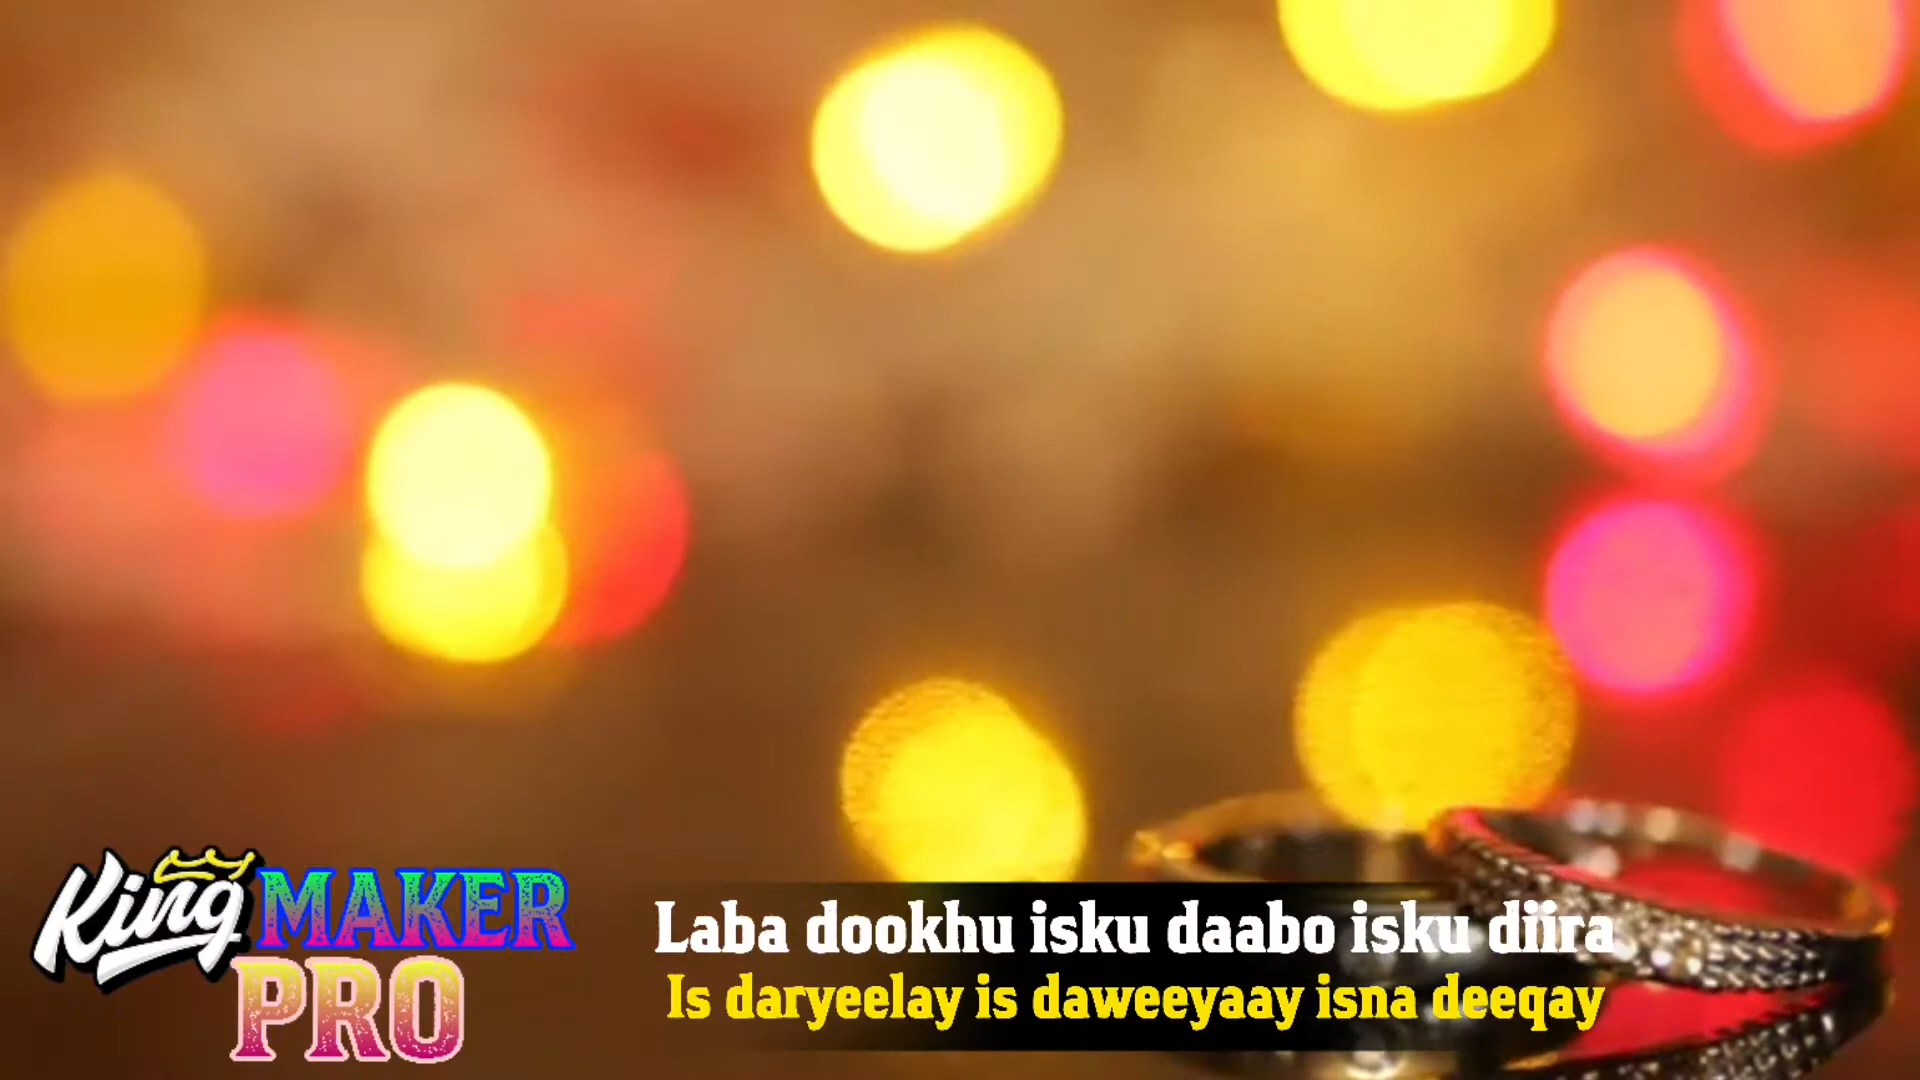 King MAKER
PRO
Laba dookhu isku daabo isku diira
Is daryeelay is daweeyaay isna deeqay